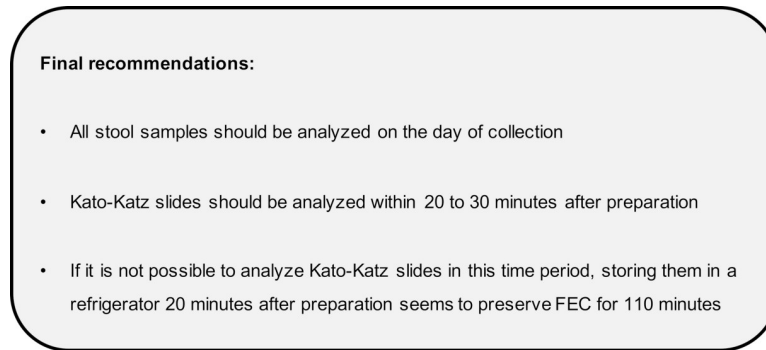 Final recommendations:
• All stool samples should be analyzed on the day of collection
• Kato-Katz slides should be analyzed within 20 to 30 minutes after preparation
• If it is not possible to analyze Kato-Katz slides in this time period, storing them in a
refrigerator 20 minutes after preparation seems to preserve FEC for 110 minutes